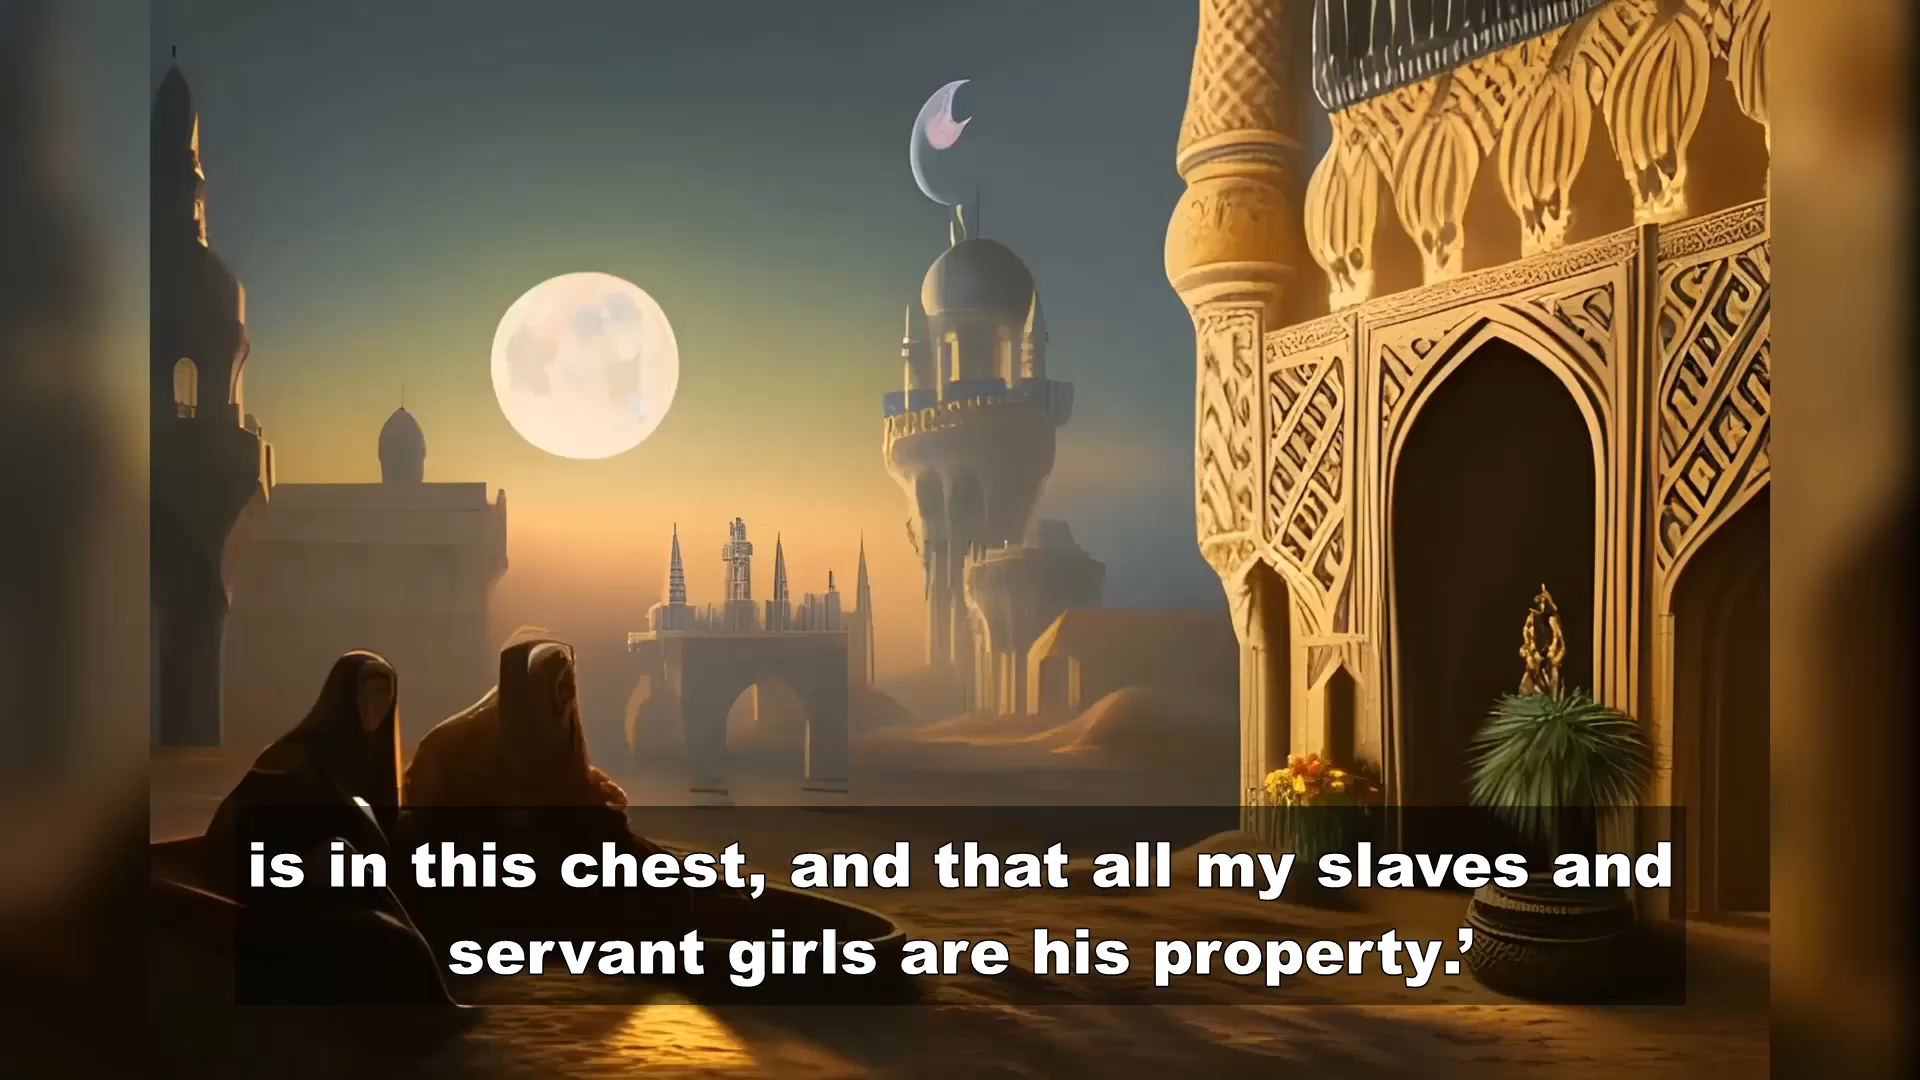 is in this chest, and that all my slaves and
servant girls are his property.’